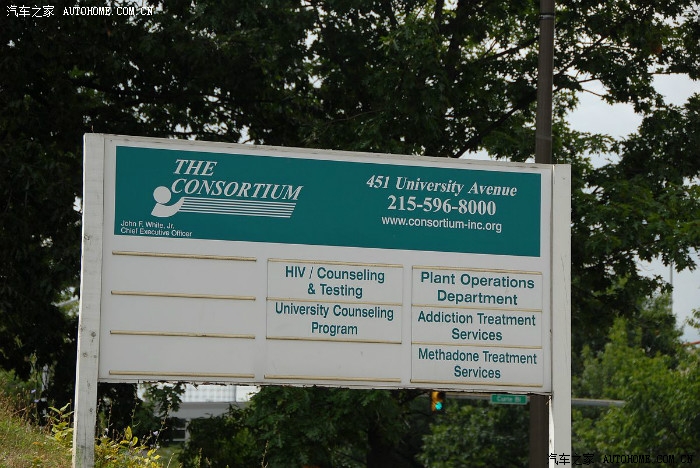 汽车之家 AUTOHOME.COM.CN
THE
CONSORTIUM
John F. White, Jr.
Chief Executive Officer
451 University Avenue
215-596-8000
www.consortium-inc.org
HIV / Counseling
& Testing
University Counseling
Program
Plant Operations
Department
Addiction Treatment
Services
Methadone Treatment
Services
汽车之家 AUTOHOME.COM.CN